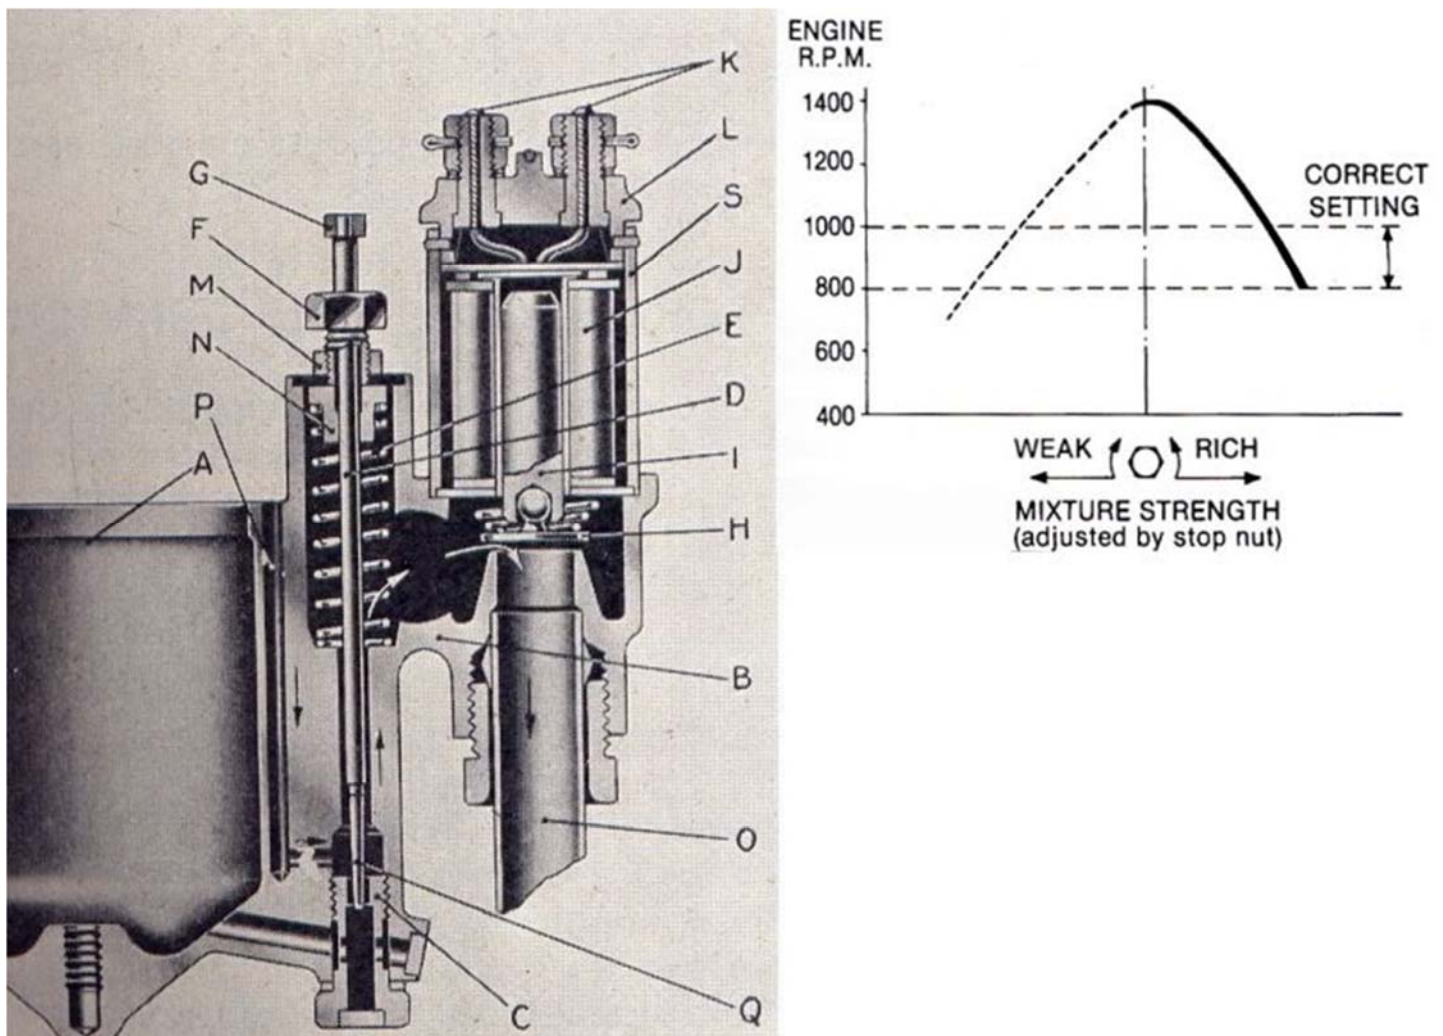 K
L
G
S
F
J
M
E
N
D
P
I
A
H
B
O
Q
C
ENGINE
R.P.M.
1400
1200
1000
800
600
400
CORRECT
SETTING
WEAK RICH
MIXTURE STRENGTH
(adjusted by stop nut)